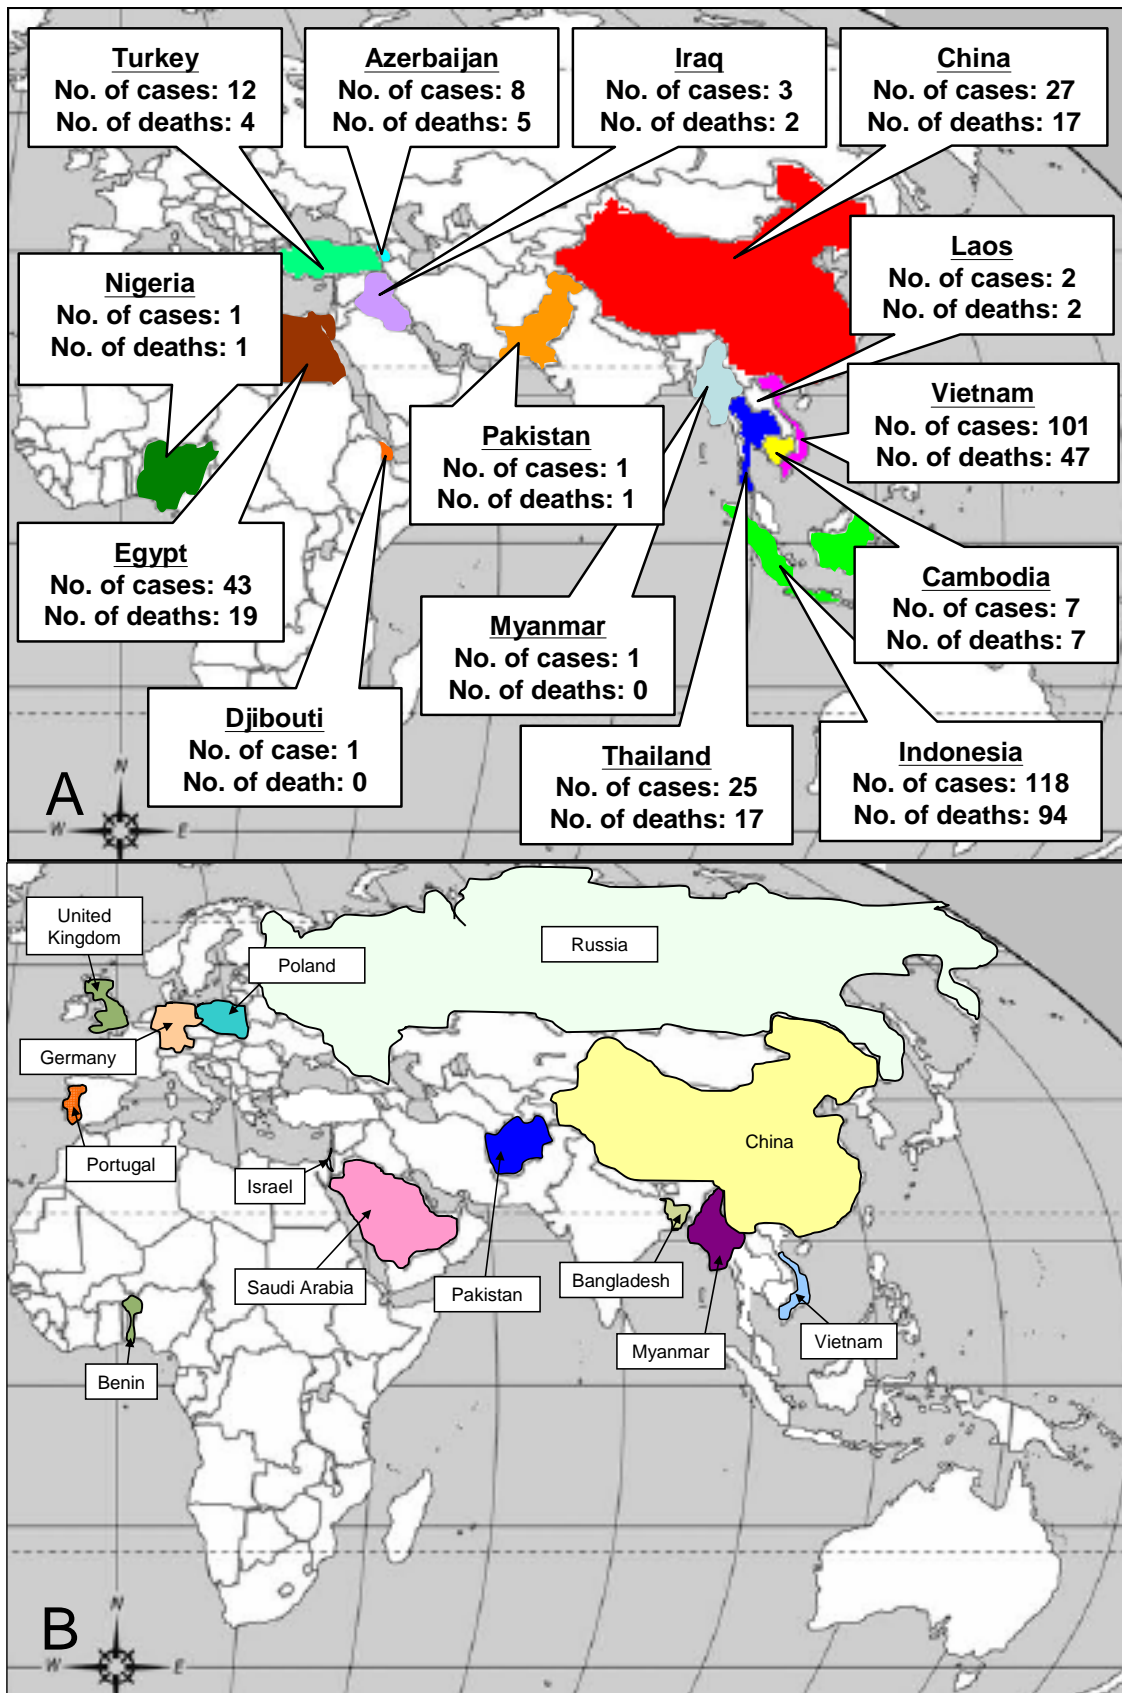 Turkey
No. of cases: 12
No. of deaths: 4
Azerbaijan
No. of cases: 8
No. of deaths: 5
Iraq
No. of cases: 3
No. of deaths: 2
China
No. of cases: 27
No. of deaths: 17
Laos
No. of cases: 2
No. of deaths: 2
Nigeria
No. of cases: 1
No. of deaths: 1
Vietnam
No. of cases: 101
No. of deaths: 47
Pakistan
No. of cases: 1
No. of deaths: 1
Egypt
No. of cases: 43
No. of deaths: 19
Cambodia
No. of cases: 7
No. of deaths: 7
Myanmar
No. of cases: 1
No. of deaths: 0
Djibouti
No. of case: 1
No. of death: 0
Thailand
No. of cases: 25
No. of deaths: 17
Indonesia
No. of cases: 118
No. of deaths: 94
N
A
W E
United
Kingdom
Russia
Poland
Germany
China
Portugal
Israel
Saudi Arabia
Pakistan
Bangladesh
Myanmar
Vietnam
Benin
N
B
W E